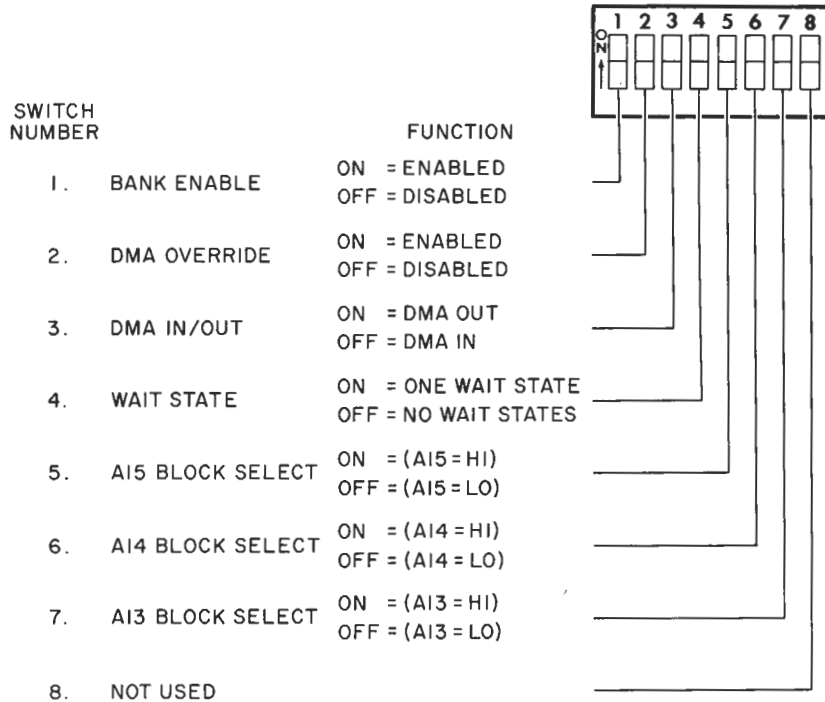 1 2 3 4 5 6 7 8
ON
SWITCH
NUMBER
FUNCTION
1. BANK ENABLE
ON = ENABLED
OFF = DISABLED
2. DMA OVERRIDE
ON = ENABLED
OFF = DISABLED
3. DMA IN/OUT
ON = DMA OUT
OFF = DMA IN
4. WAIT STATE
ON = ONE WAIT STATE
OFF = NO WAIT STATES
5. A15 BLOCK SELECT
ON = (A15 = HI)
OFF = (A15 = LO)
6. A14 BLOCK SELECT
ON = (A14 = HI)
OFF = (A14 = LO)
7. A13 BLOCK SELECT
ON = (A13 = HI)
OFF = (A13 = LO)
8. NOT USED